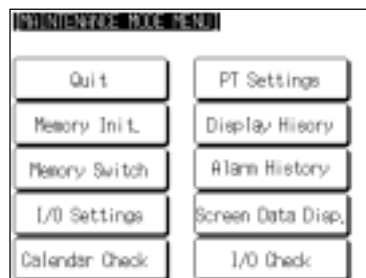 [MAINTENANCE MODE MENU]
Quit
PT Settings
Memory Init.
Display Hisory
Memory Switch
Alarm History
I/O Settings
Screen Data Disp.
Calendar Check
I/O Check